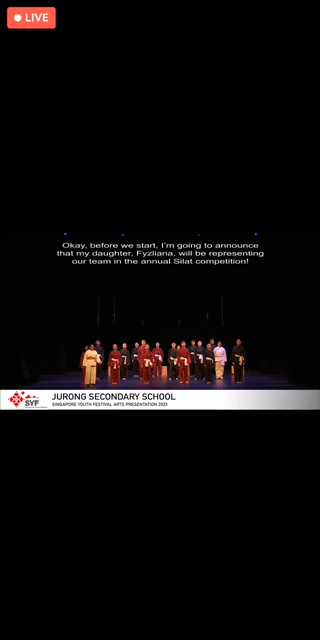 LIVE
Okay, before we start, I'm going to announce
that my daughter, Fyzliana, will be representing
our team in the annual Silat competition!
SYF
JURONG SECONDARY SCHOOL
SINGAPORE YOUTH FESTIVAL ARTS PRESENTATION 2023